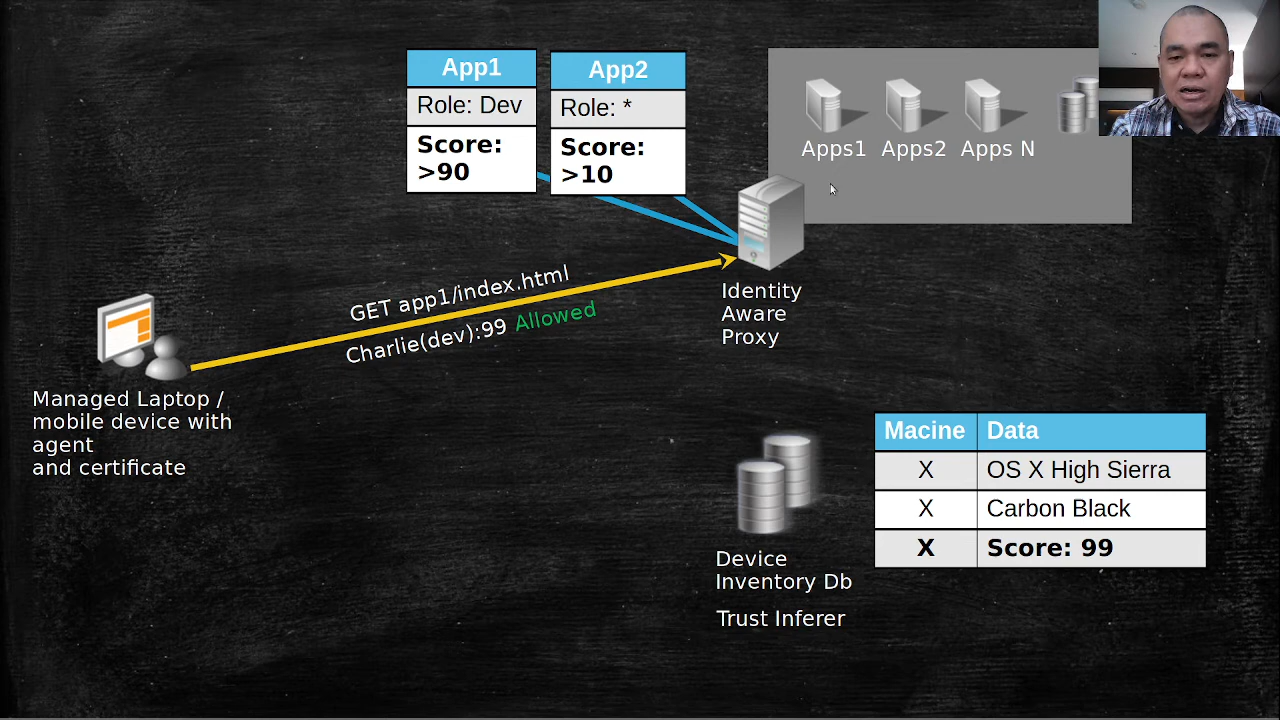 App1
Role: Dev
Score:
>90
App2
Role: *
Score:
>10
Apps1
Apps2
Apps N
GET app1/index.html
Charlie(dev):99 Allowed
Identity
Aware
Proxy
Managed Laptop /
mobile device with
agent
and certificate
Macine Data
X OS X High Sierra
X Carbon Black
X Score: 99
Device
Inventory Db
Trust Inferer